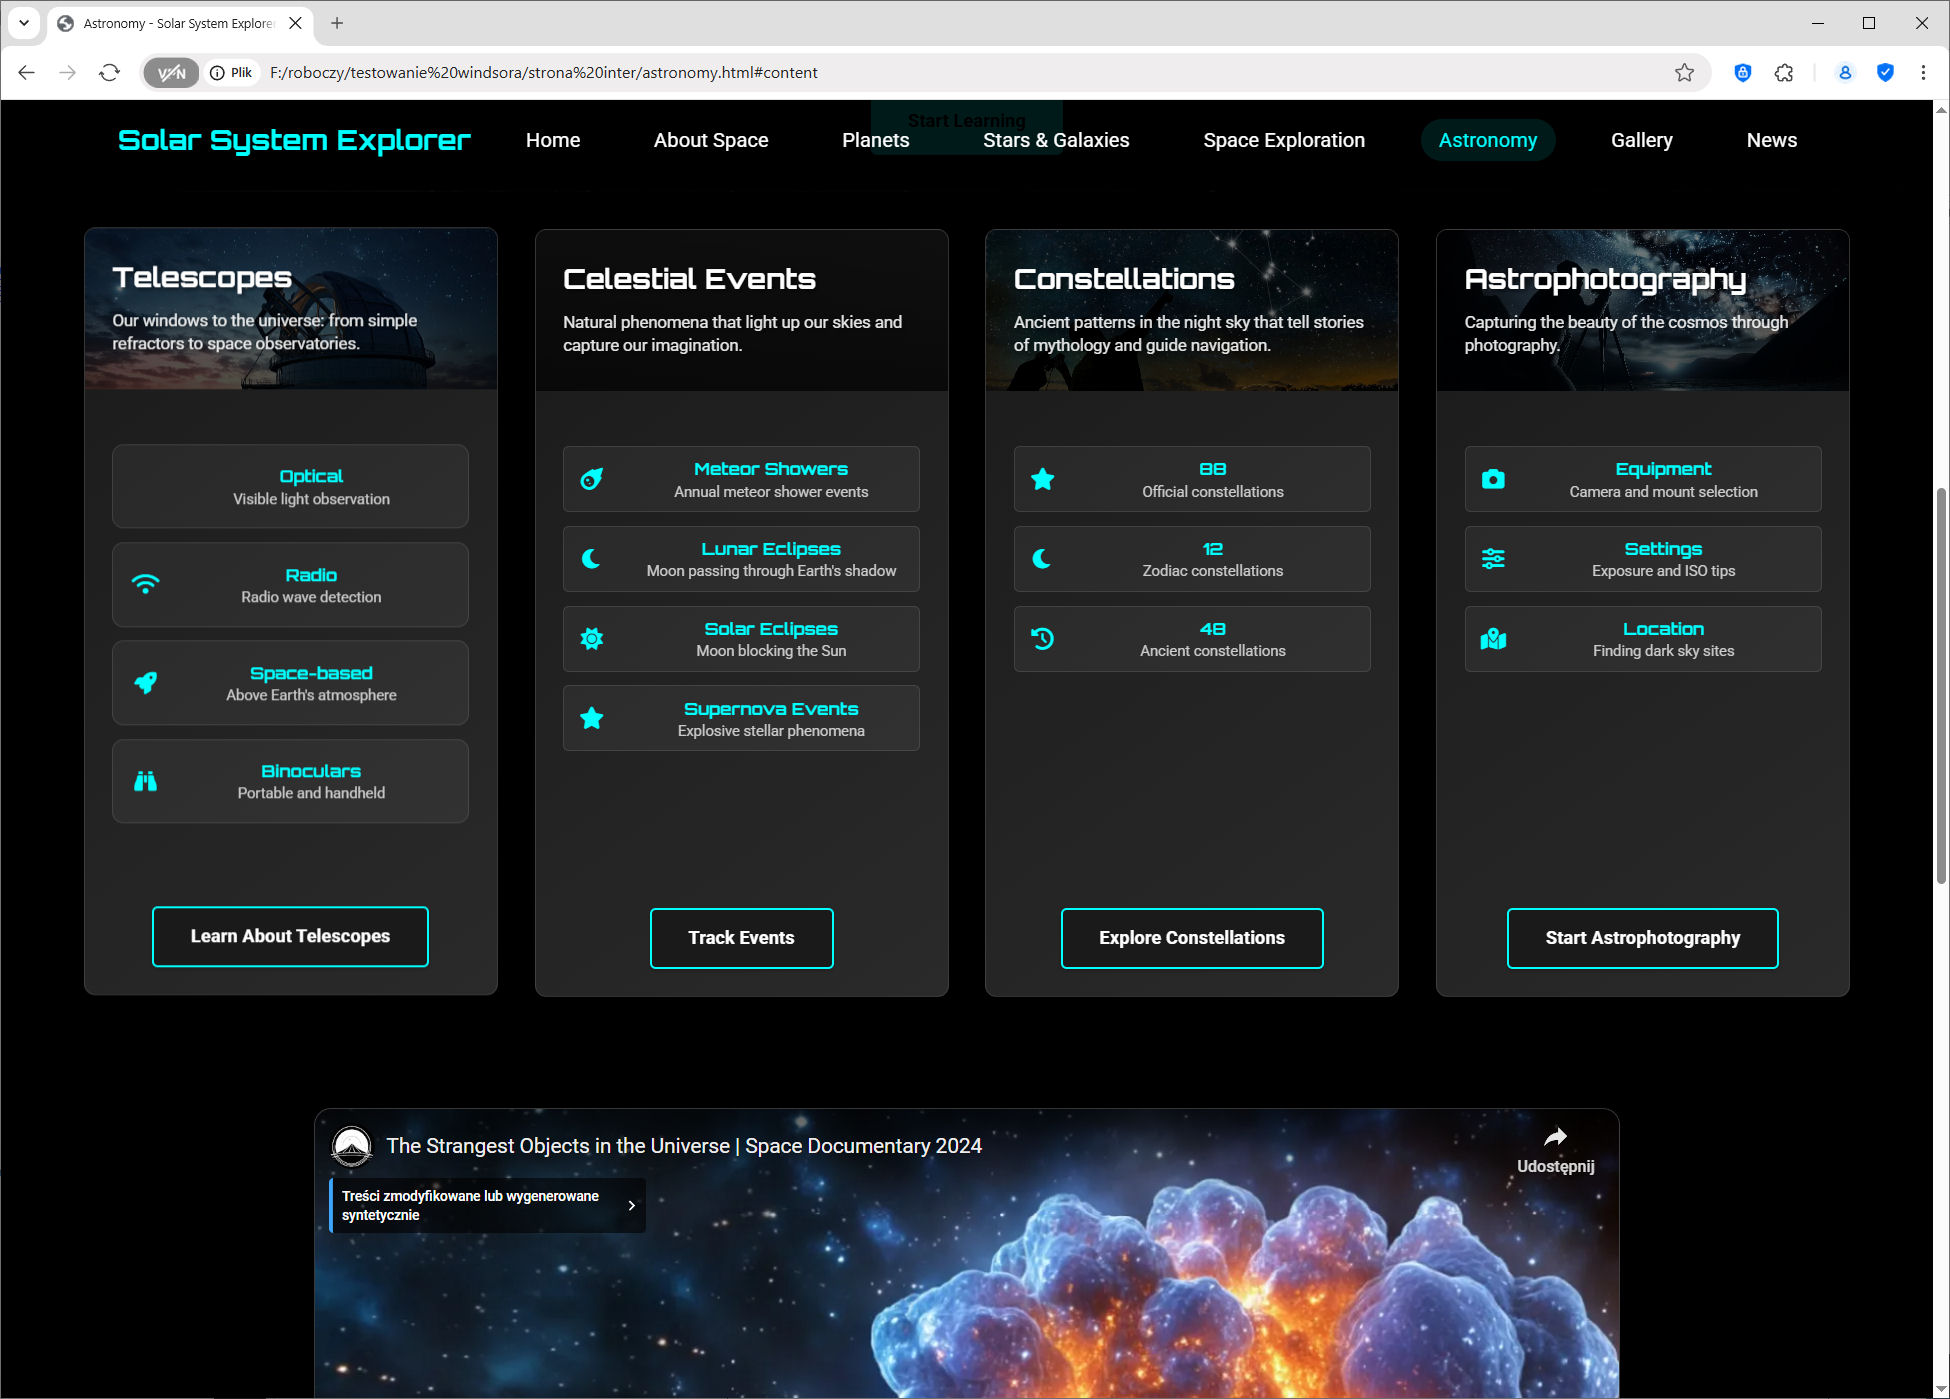 Astronomy - Solar System Explorer
VPN
Plik
F:/roboczy/testowanie%20windsora/strona%20inter/astronomy.html#content
Start Learning
Solar System Explorer
Home
About Space
Planets
Stars & Galaxies
Space Exploration
Astronomy
Gallery
News
Telescopes
Our windows to the universe: from simple
refractors to space observatories.
Optical
Visible light observation
Radio
Radio wave detection
Space-based
Above Earth's atmosphere
Binoculars
Portable and handheld
Learn About Telescopes
Celestial Events
Natural phenomena that light up our skies and
capture our imagination.
Meteor Showers
Annual meteor shower events
Lunar Eclipses
Moon passing through Earth's shadow
Solar Eclipses
Moon blocking the Sun
Supernova Events
Explosive stellar phenomena
Track Events
Constellations
Ancient patterns in the night sky that tell stories
of mythology and guide navigation.
88
Official constellations
12
Zodiac constellations
48
Ancient constellations
Explore Constellations
Astrophotography
Capturing the beauty of the cosmos through
photography.
Equipment
Camera and mount selection
Settings
Exposure and ISO tips
Location
Finding dark sky sites
Start Astrophotography
The Strangest Objects in the Universe | Space Documentary 2024
Udostępnij
Treści zmodyfikowane lub wygenerowane
syntetycznie